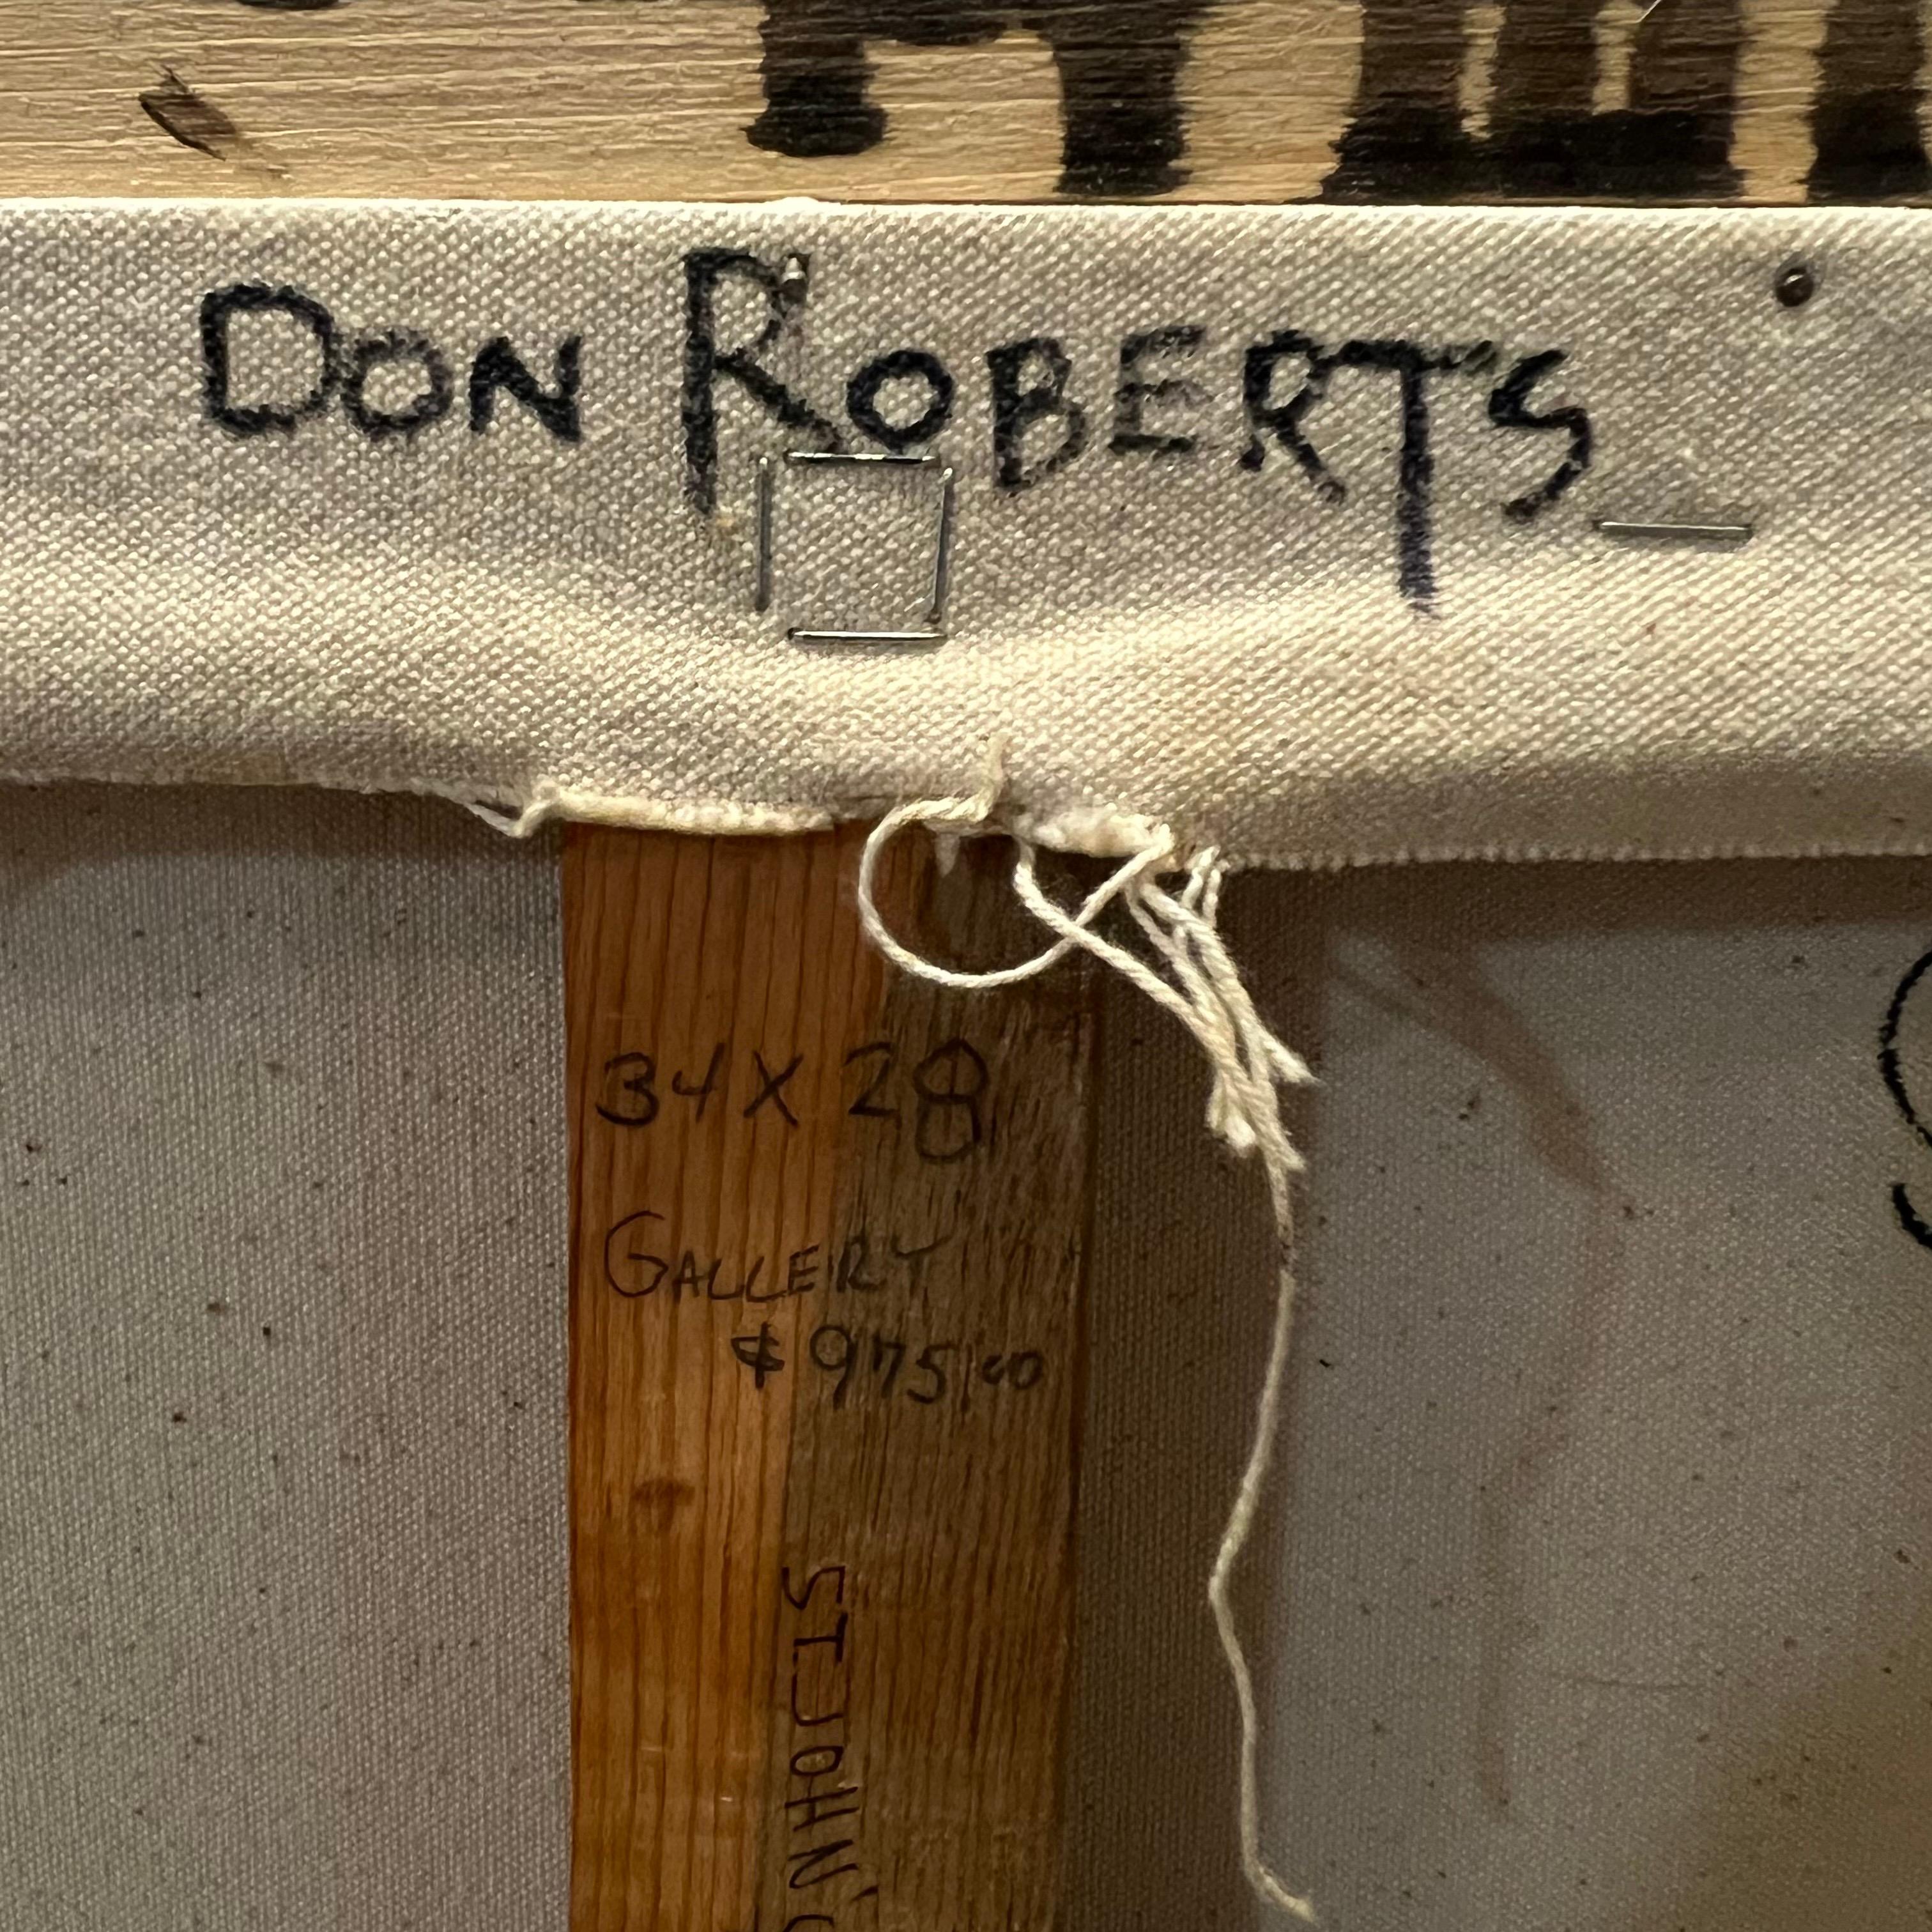 DON ROBERTS
34 X 28
GALLERY
$975.00
ST. JOHN'